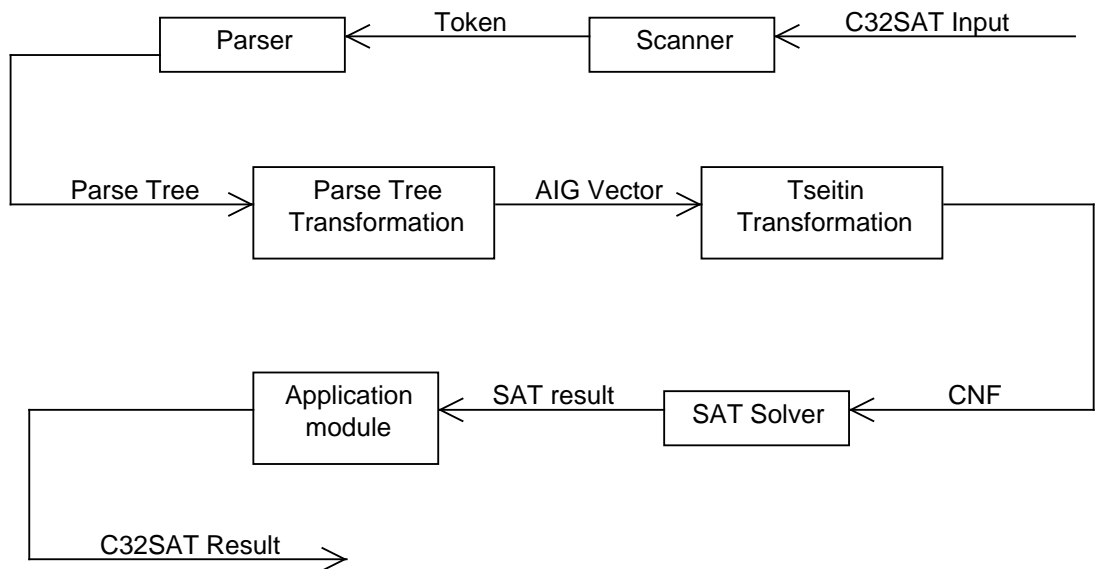 Parser
Token
Scanner
C32SAT Input
Parse Tree
Parse Tree
Transformation
AIG Vector
Tseitin
Transformation
Application
module
SAT result
SAT Solver
CNF
C32SAT Result